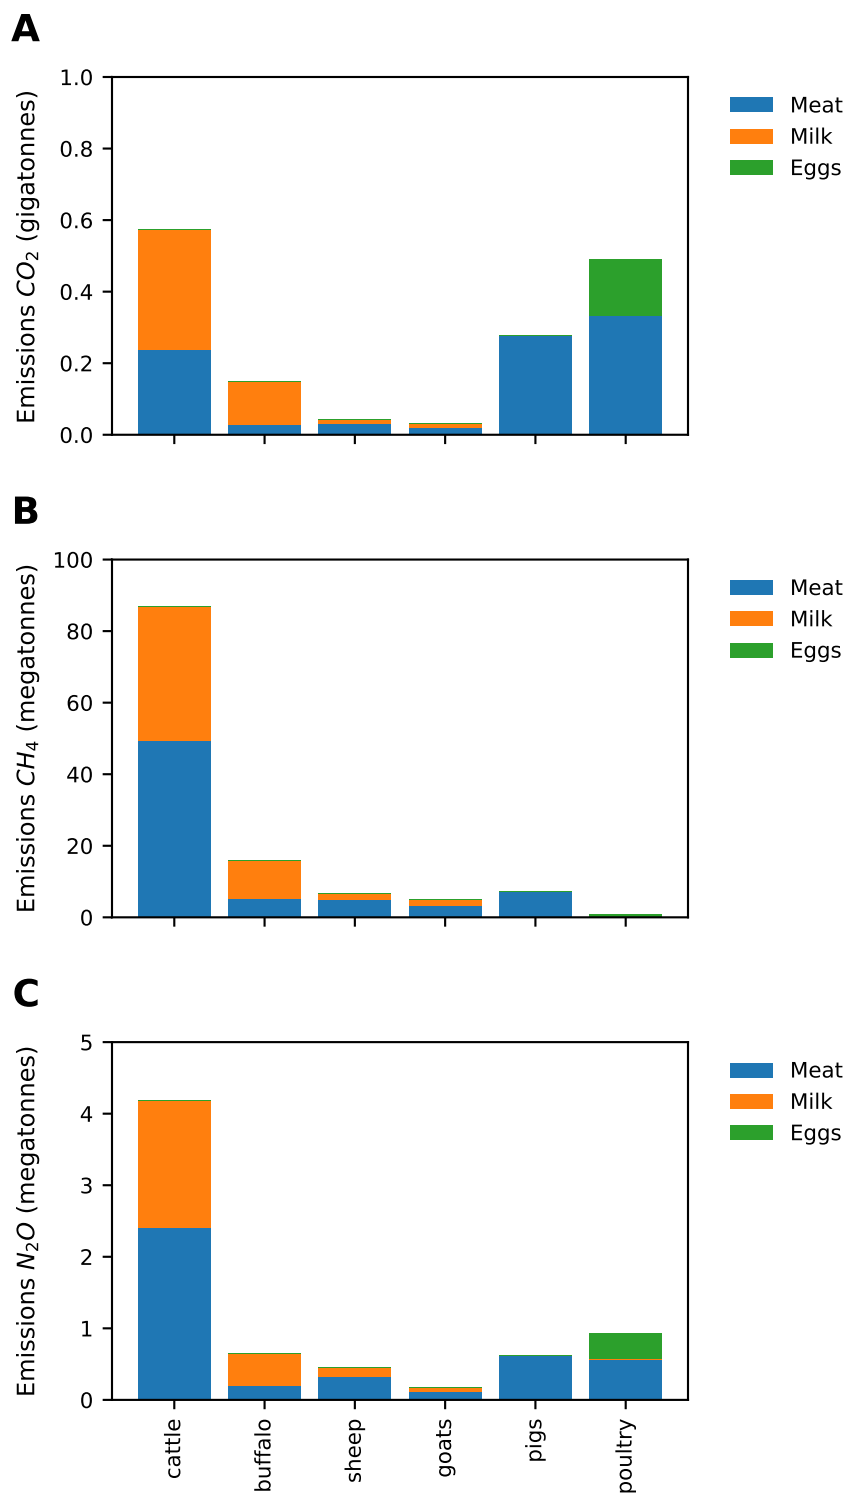 A
Emissions CO2 (gigatonnes)
1.0
0.8
0.6
0.4
0.2
0.0
Meat
Milk
Eggs
B
Emissions CH4 (megatonnes)
100
80
60
40
20
0
Meat
Milk
Eggs
C
Emissions N2O (megatonnes)
5
4
3
2
1
0
Meat
Milk
Eggs
cattle
buffalo
sheep
goats
pigs
poultry